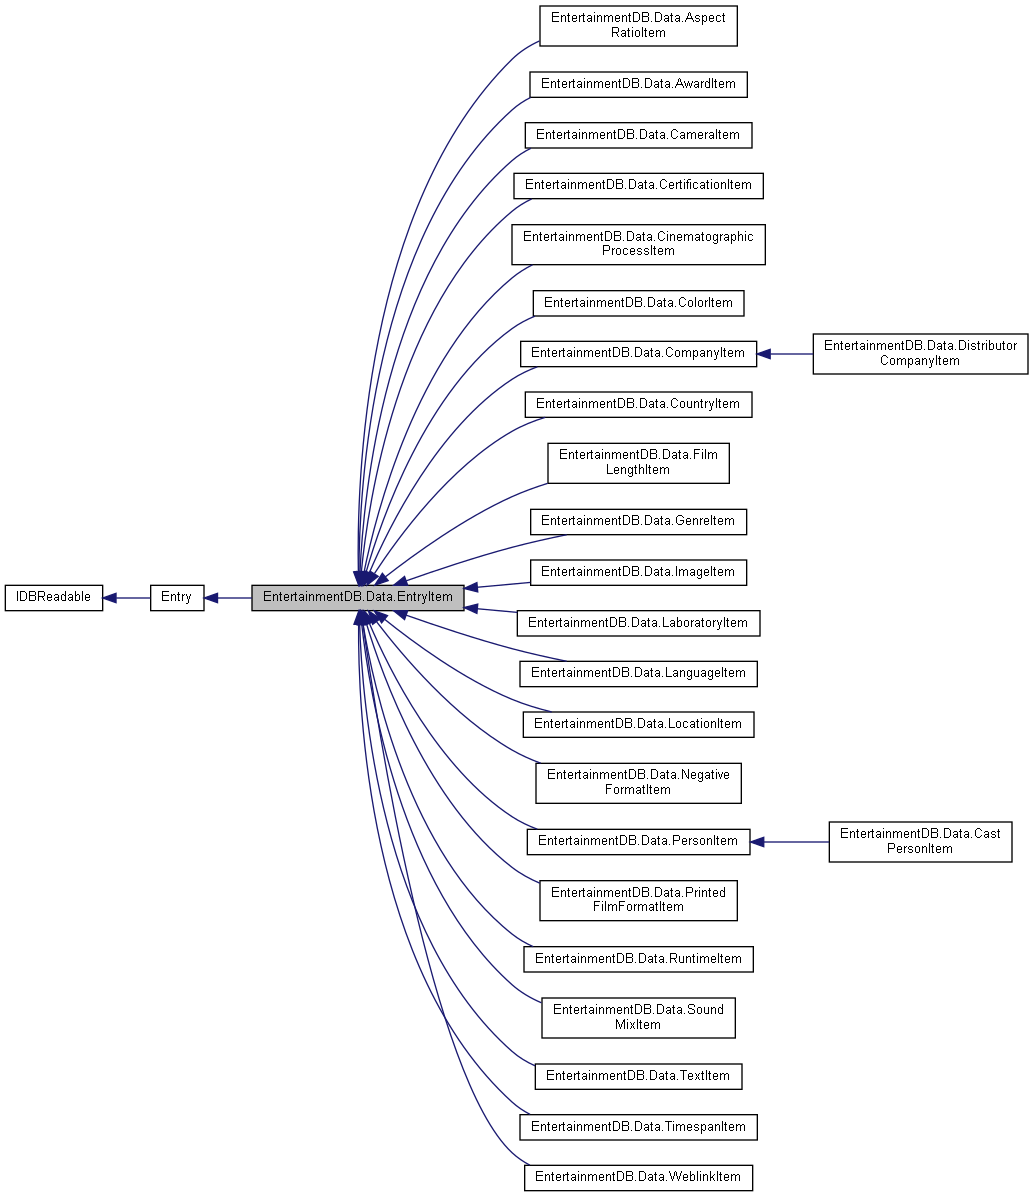 EntertainmentDB.Data.Aspect
RatioItem
EntertainmentDB.Data.AwardItem
EntertainmentDB.Data.CameraItem
EntertainmentDB.Data.CertificationItem
EntertainmentDB.Data.Cinematographic
ProcessItem
EntertainmentDB.Data.ColorItem
EntertainmentDB.Data.CompanyItem
EntertainmentDB.Data.Distributor
CompanyItem
EntertainmentDB.Data.CountryItem
EntertainmentDB.Data.Film
LengthItem
EntertainmentDB.Data.GenreItem
EntertainmentDB.Data.ImageItem
IDBReadable
Entry
EntertainmentDB.Data.EntryItem
EntertainmentDB.Data.LaboratoryItem
EntertainmentDB.Data.LanguageItem
EntertainmentDB.Data.LocationItem
EntertainmentDB.Data.Negative
FormatItem
EntertainmentDB.Data.PersonItem
EntertainmentDB.Data.Cast
PersonItem
EntertainmentDB.Data.Printed
FilmFormatItem
EntertainmentDB.Data.RuntimeItem
EntertainmentDB.Data.Sound
MixItem
EntertainmentDB.Data.TextItem
EntertainmentDB.Data.TimespanItem
EntertainmentDB.Data.WeblinkItem